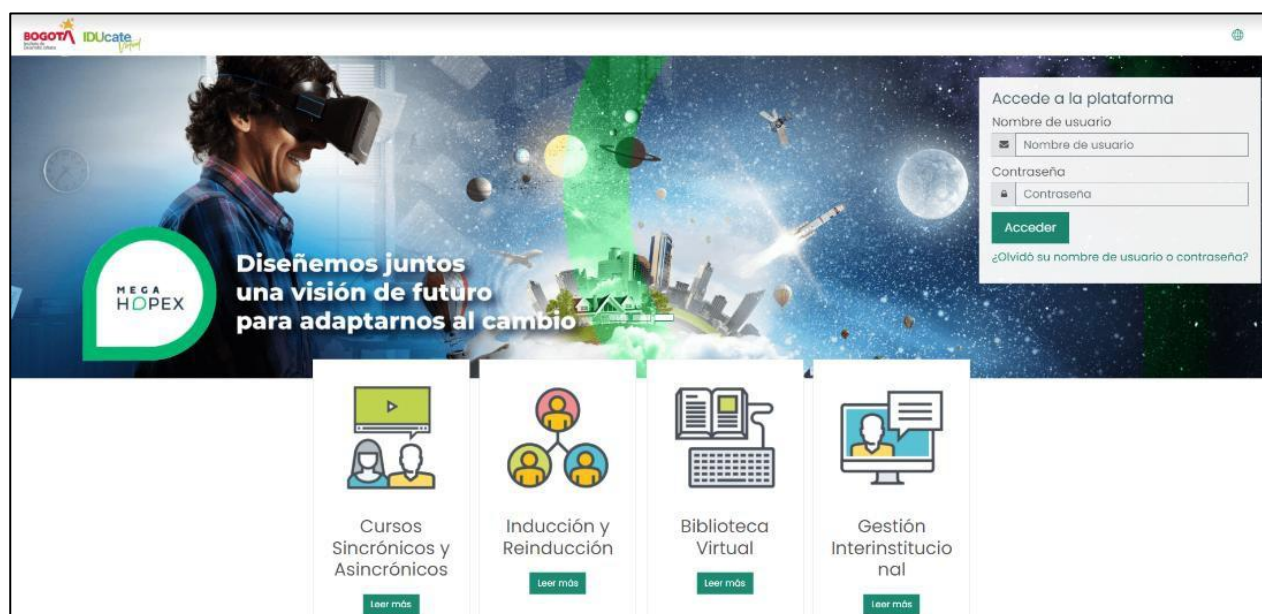 BOGOTÁ
IDUcate
Virtual
Accede a la plataforma
Nombre de usuario
Nombre de usuario
Contraseña
Contraseña
Acceder
¿Olvidó su nombre de usuario o contraseña?
MEGA
HOPEX
Diseñemos juntos
una visión de futuro
para adaptarnos al cambio
Cursos
Sincrónicos y
Asincrónicos
Leer más
Inducción y
Reinducción
Leer más
Biblioteca
Virtual
Leer más
Gestión
Interinstitucio
nal
Leer más